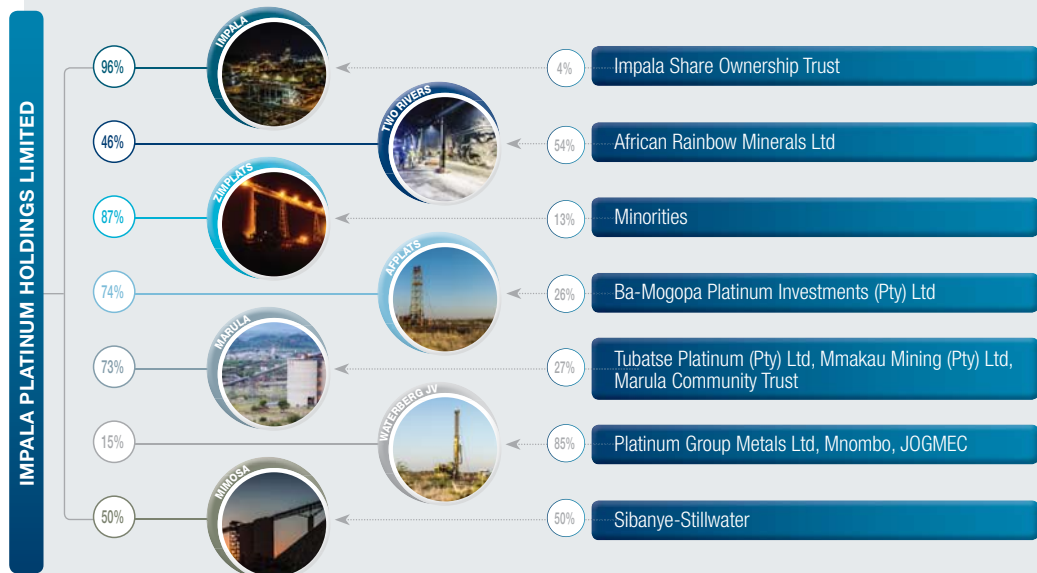 IMPALA PLATINUM HOLDINGS LIMITED
96%
IMPALA
4%
Impala Share Ownership Trust
46%
TWO RIVERS
54%
African Rainbow Minerals Ltd
87%
ZIMPLATS
13%
Minorities
74%
AFPLATS
26%
Ba-Mogopa Platinum Investments (Pty) Ltd
73%
MARULA
27%
Tubatse Platinum (Pty) Ltd, Mmakau Mining (Pty) Ltd,
Marula Community Trust
15%
WATERBERG JV
85%
Platinum Group Metals Ltd, Mnombo, JOGMEC
50%
MIMOSA
50%
Sibanye-Stillwater